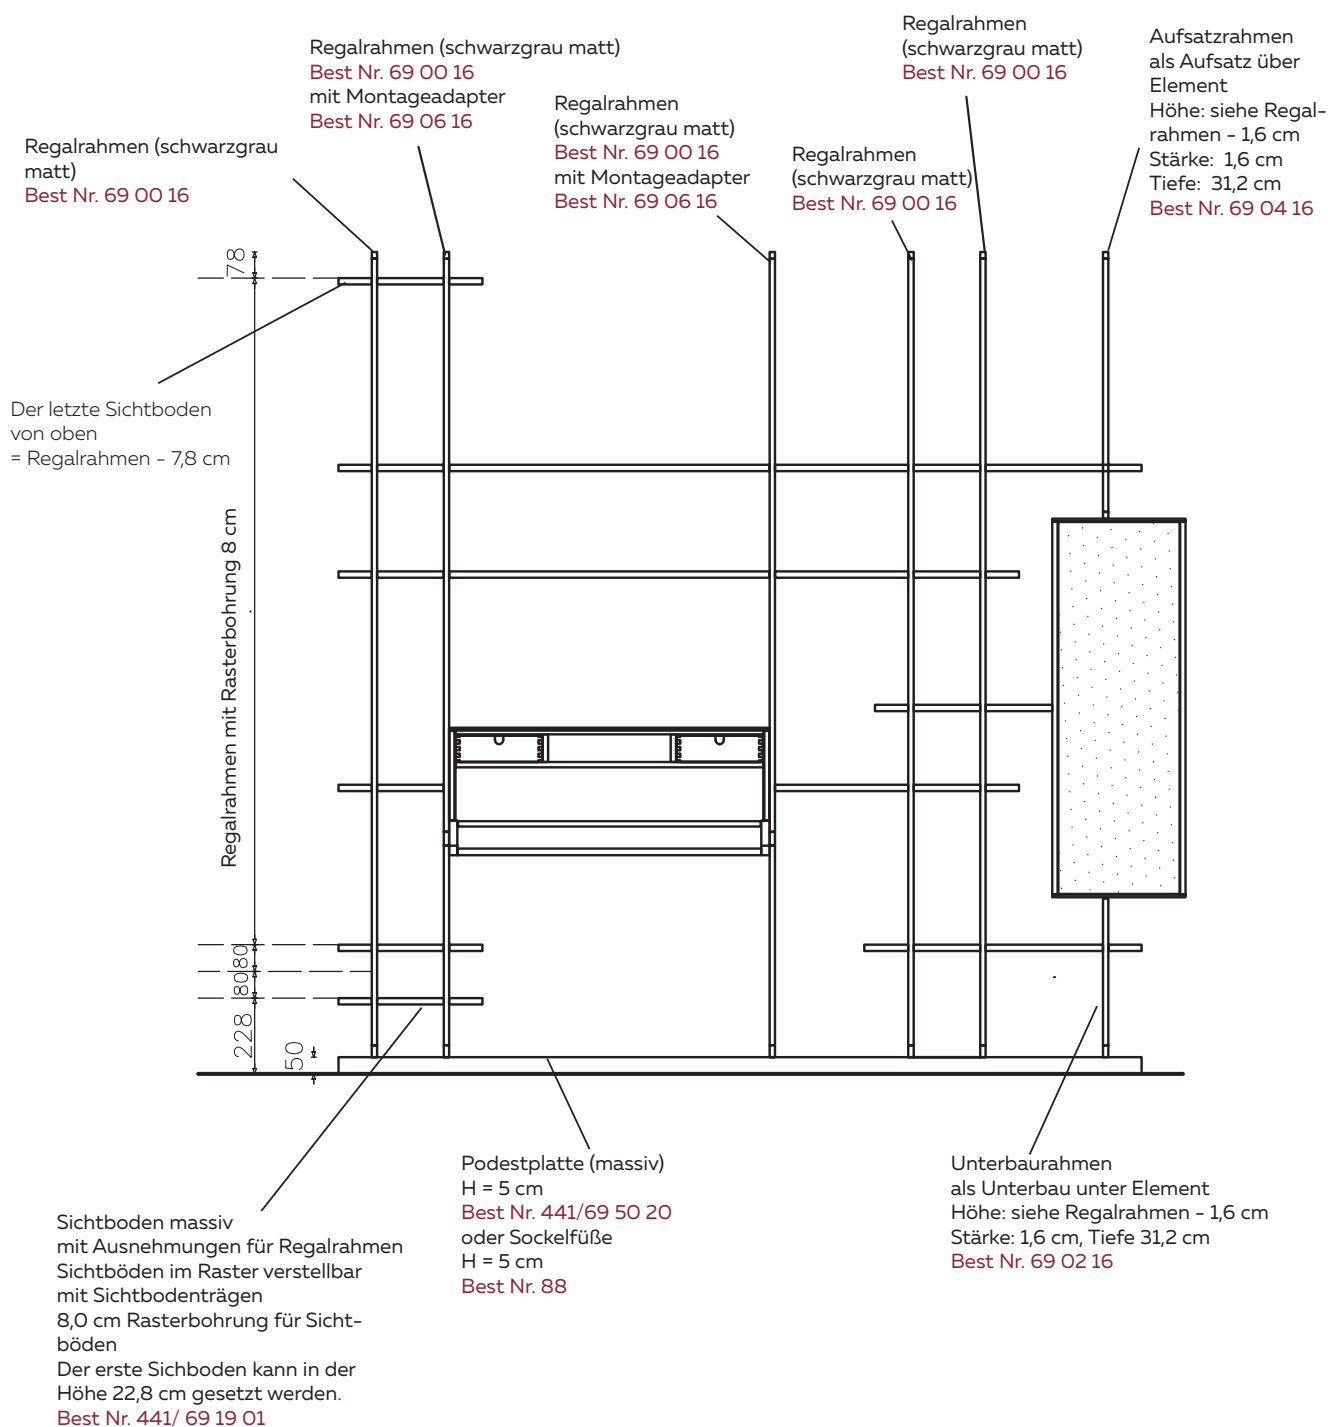 Regalrahmen (schwarzgrau
matt)
Best Nr. 69 00 16
Regalrahmen (schwarzgrau matt)
Best Nr. 69 00 16
mit Montageadapter
Best Nr. 69 06 16
Regalrahmen
(schwarzgrau matt)
Best Nr. 69 00 16
mit Montageadapter
Best Nr. 69 06 16
Regalrahmen
(schwarzgrau matt)
Best Nr. 69 00 16
Regalrahmen
(schwarzgrau matt)
Best Nr. 69 00 16
Aufsatzrahmen
als Aufsatz über
Element
Höhe: siehe Regal-
rahmen - 1,6 cm
Stärke: 1,6 cm
Tiefe: 31,2 cm
Best Nr. 69 04 16
78
Der letzte Sichtboden
von oben
= Regalrahmen - 7,8 cm
Regalrahmen mit Rasterbohrung 8 cm
80
80
228
50
Sichtboden massiv
mit Ausnehmungen für Regalrahmen
Sichtböden im Raster verstellbar
mit Sichtbodenträgen
8,0 cm Rasterbohrung für Sicht-
böden
Der erste Sichboden kann in der
Höhe 22,8 cm gesetzt werden.
Best Nr. 441/ 69 19 01
Podestplatte (massiv)
H = 5 cm
Best Nr. 441/69 50 20
oder Sockelfüße
H = 5 cm
Best Nr. 88
Unterbaurahmen
als Unterbau unter Element
Höhe: siehe Regalrahmen - 1,6 cm
Stärke: 1,6 cm, Tiefe 31,2 cm
Best Nr. 69 02 16